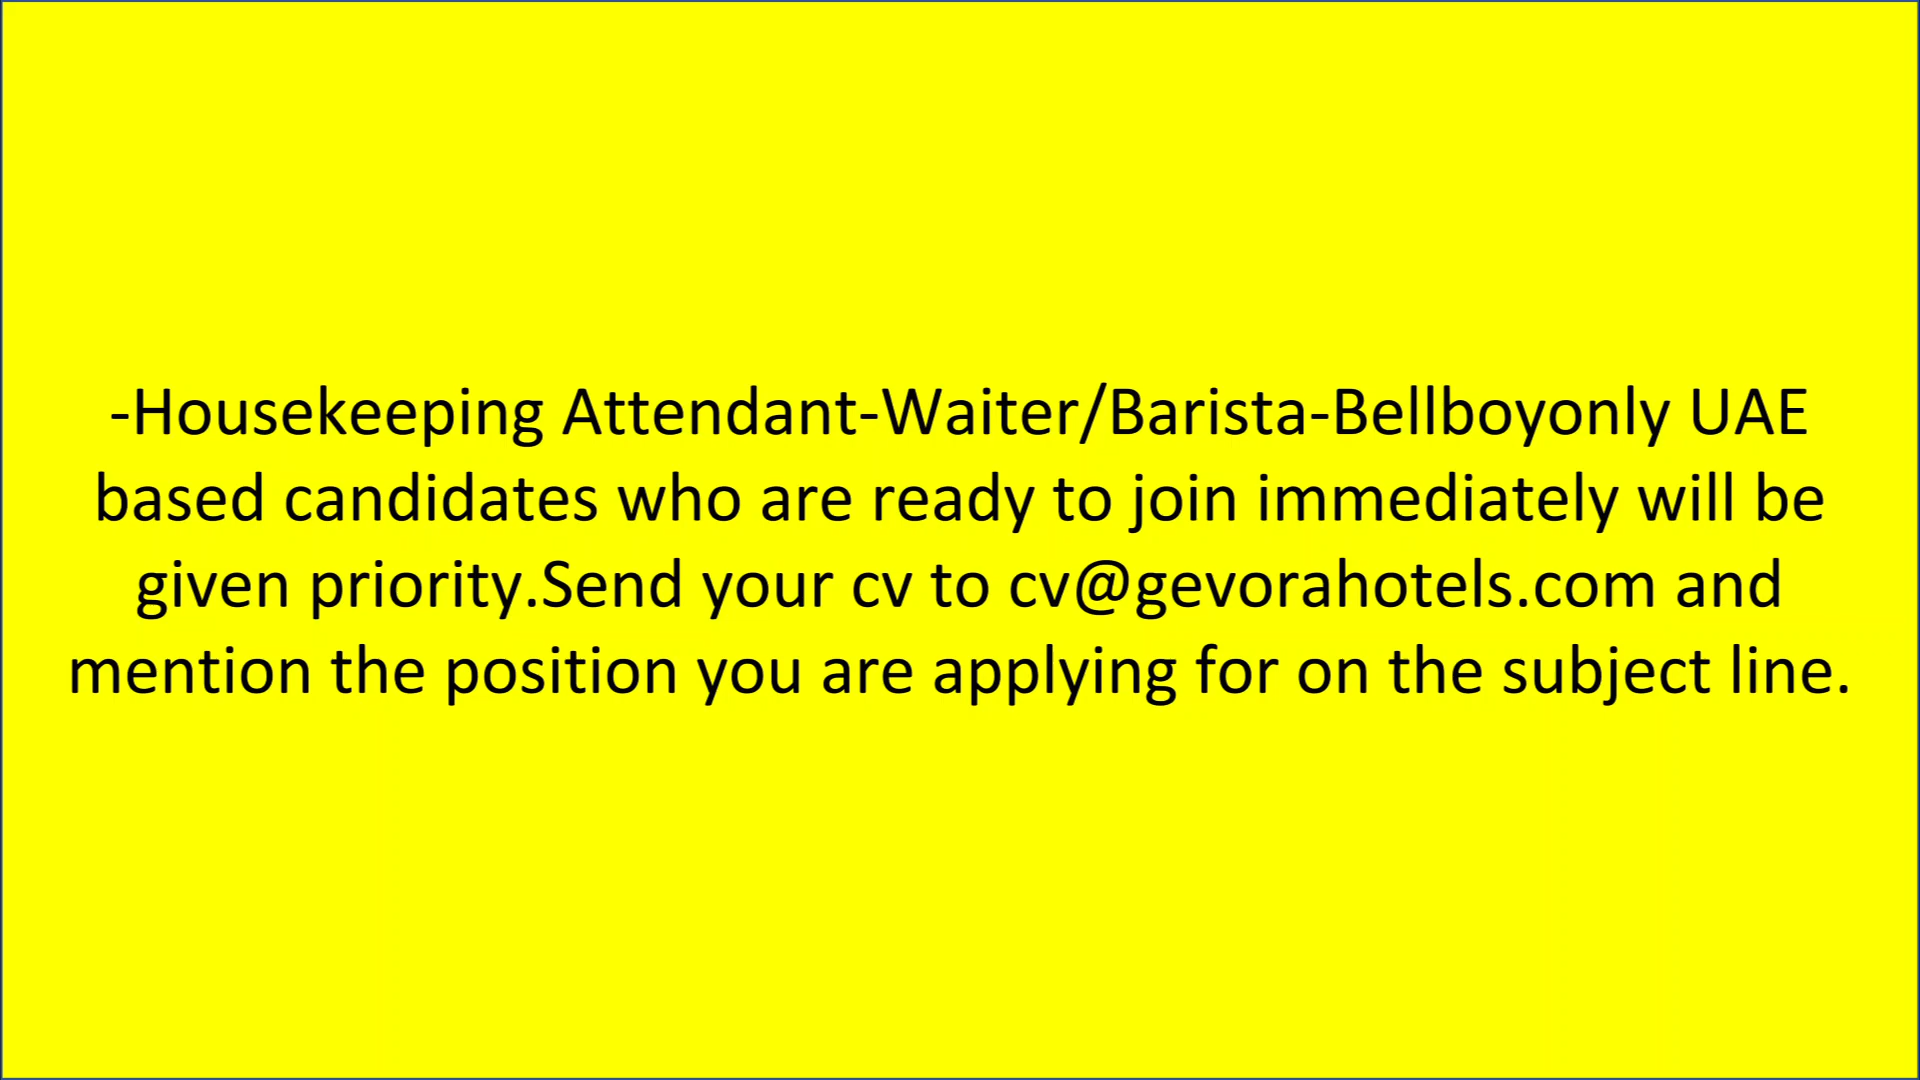 -Housekeeping Attendant-Waiter/Barista-Bellboyonly UAE
based candidates who are ready to join immediately will be
given priority.Send your cv to cv@gevorahotels.com and
mention the position you are applying for on the subject line.